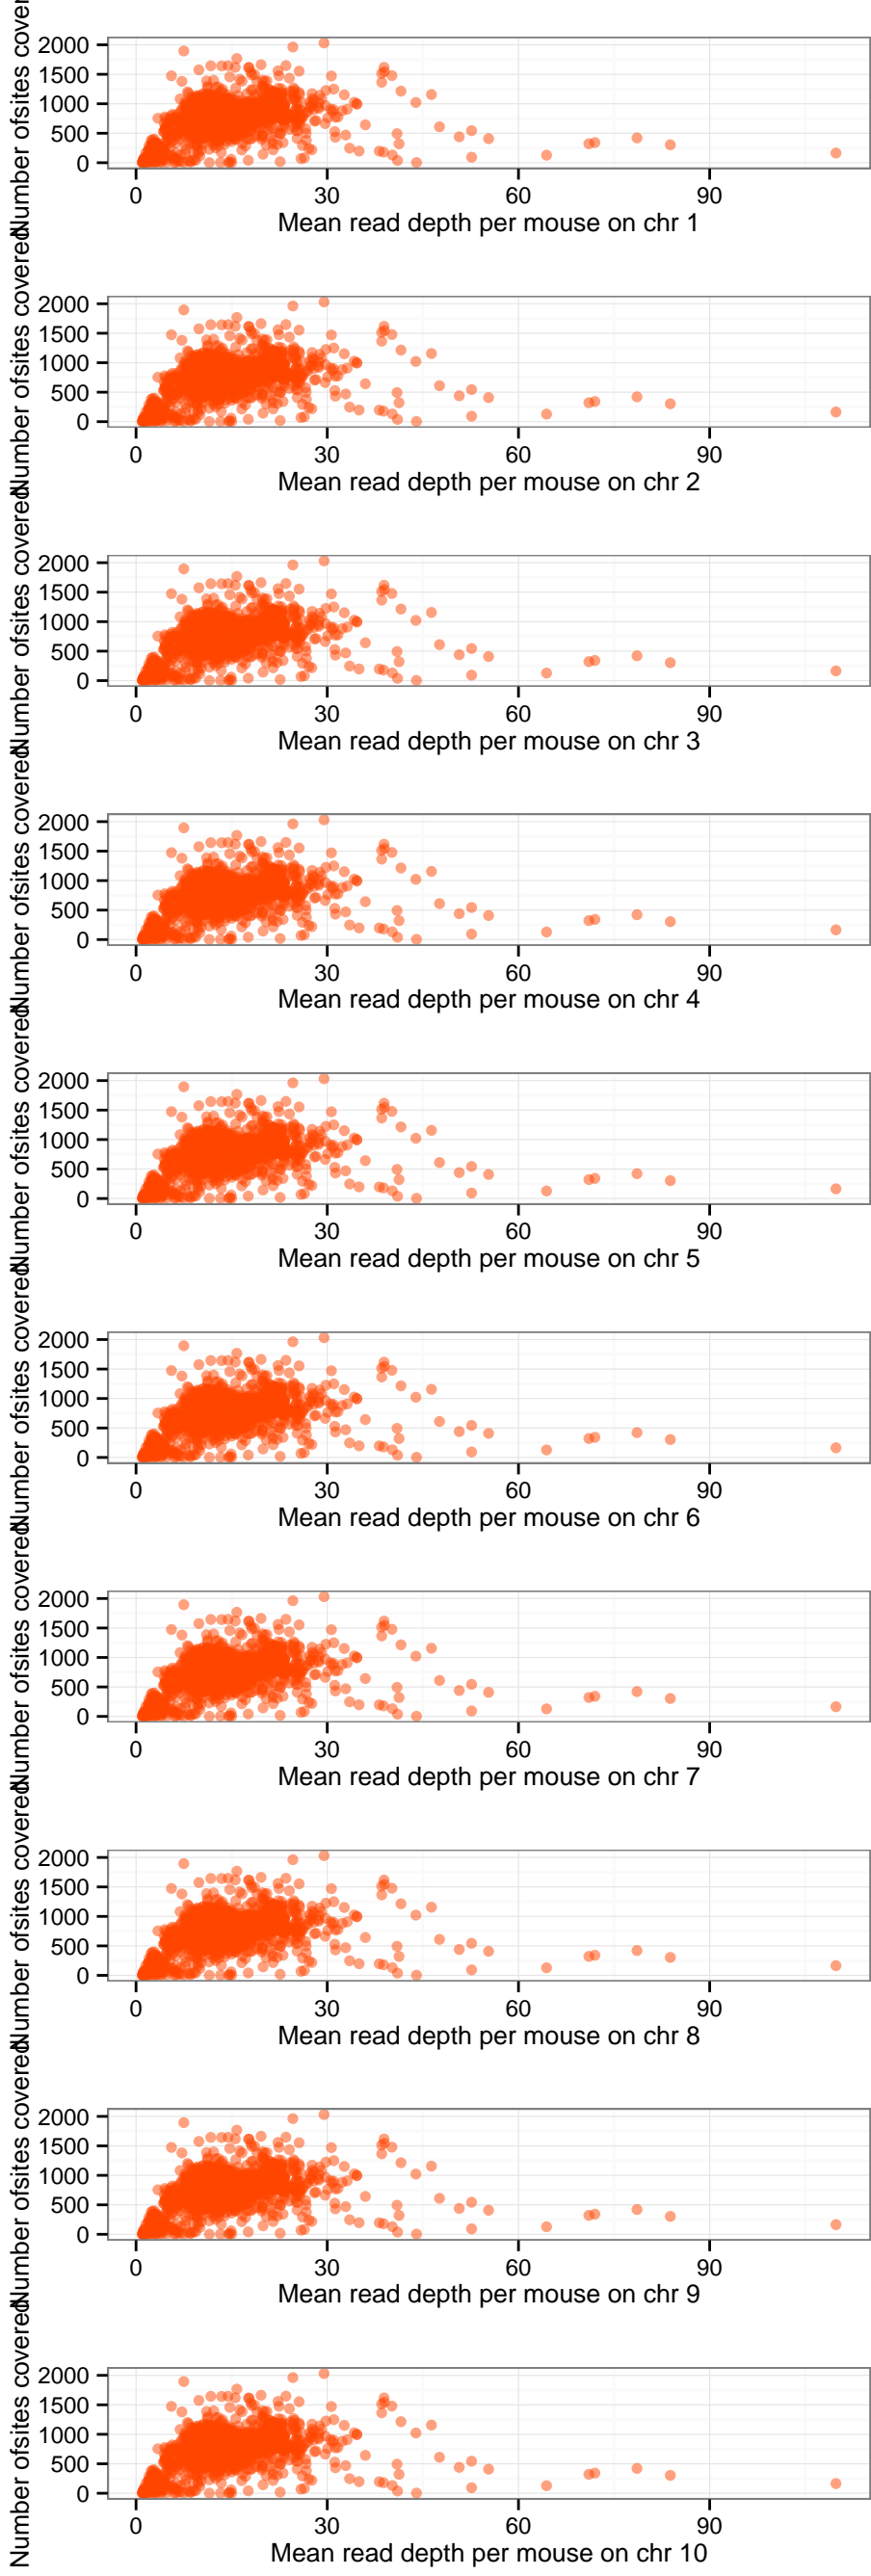 Number ofsites cover
2000
1500
1000
500
0
0 30 60 90
Mean read depth per mouse on chr 1
Number ofsites covered
2000
1500
1000
500
0
0 30 60 90
Mean read depth per mouse on chr 2
Number ofsites covered
2000
1500
1000
500
0
0 30 60 90
Mean read depth per mouse on chr 3
Number ofsites covered
2000
1500
1000
500
0
0 30 60 90
Mean read depth per mouse on chr 4
Number ofsites covered
2000
1500
1000
500
0
0 30 60 90
Mean read depth per mouse on chr 5
Number ofsites covered
2000
1500
1000
500
0
0 30 60 90
Mean read depth per mouse on chr 6
Number ofsites covered
2000
1500
1000
500
0
0 30 60 90
Mean read depth per mouse on chr 7
Number ofsites covered
2000
1500
1000
500
0
0 30 60 90
Mean read depth per mouse on chr 8
Number ofsites covered
2000
1500
1000
500
0
0 30 60 90
Mean read depth per mouse on chr 9
Number ofsites covered
2000
1500
1000
500
0
0 30 60 90
Mean read depth per mouse on chr 10